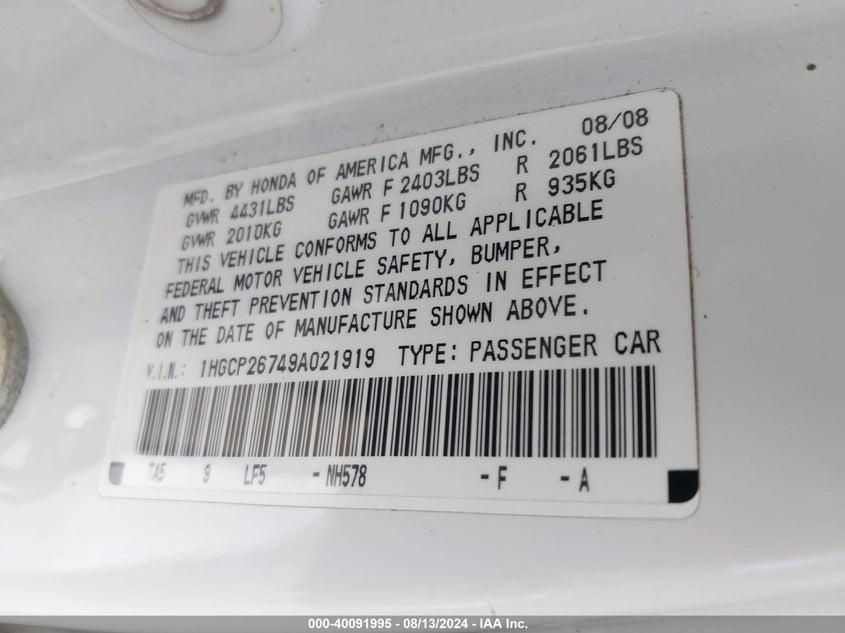 MFD. BY HONDA OF AMERICA MFG., INC. 08/08
GVWR 4431LBS GAWR F 2403LBS R 2061LBS
GVWR 2010KG GAWR F 1090KG R 935KG
THIS VEHICLE CONFORMS TO ALL APPLICABLE
FEDERAL MOTOR VEHICLE SAFETY, BUMPER,
AND THEFT PREVENTION STANDARDS IN EFFECT
ON THE DATE OF MANUFACTURE SHOWN ABOVE.
V.I.N.: 1HGCP26749A021919 TYPE: PASSENGER CAR
TA5 9 LF5 -NH578 -F -A
000-40091995 - 08/13/2024 - IAA Inc.